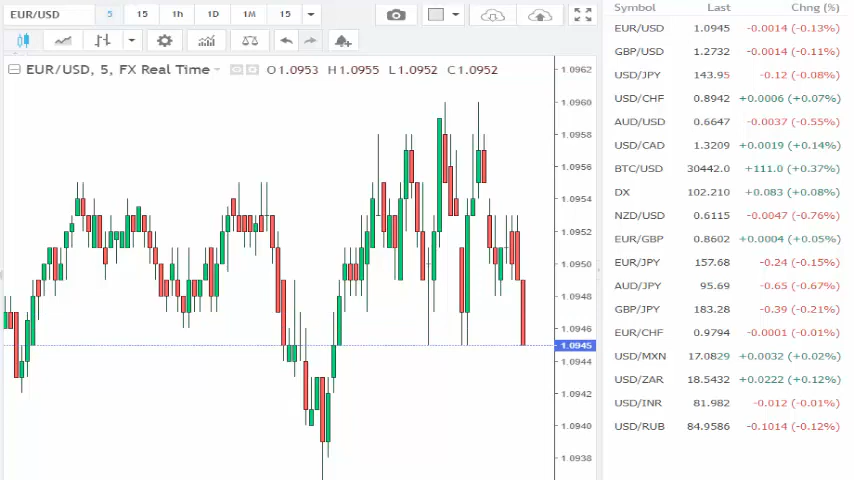 EUR/USD 5 15 1h 1D 1M 15
EUR/USD, 5, FX Real Time O1.0953 H1.0955 L1.0952 C1.0952
1.0962
1.0960
1.0958
1.0956
1.0954
1.0952
1.0950
1.0948
1.0946
1.0945
1.0944
1.0942
1.0940
1.0938
Symbol Last Chng (%)
EUR/USD 1.0945 -0.0014 (-0.13%)
GBP/USD 1.2732 -0.0014 (-0.11%)
USD/JPY 143.95 -0.12 (-0.08%)
USD/CHF 0.8942 +0.0006 (+0.07%)
AUD/USD 0.6647 -0.0037 (-0.55%)
USD/CAD 1.3209 +0.0019 (+0.14%)
BTC/USD 30442.0 +111.0 (+0.37%)
DX 102.210 +0.083 (+0.08%)
NZD/USD 0.6115 -0.0047 (-0.76%)
EUR/GBP 0.8602 +0.0004 (+0.05%)
EUR/JPY 157.68 -0.24 (-0.15%)
AUD/JPY 95.69 -0.65 (-0.67%)
GBP/JPY 183.28 -0.39 (-0.21%)
EUR/CHF 0.9794 -0.0001 (-0.01%)
USD/MXN 17.0829 +0.0032 (+0.02%)
USD/ZAR 18.5432 +0.0222 (+0.12%)
USD/INR 81.982 -0.012 (-0.01%)
USD/RUB 84.9586 -0.1014 (-0.12%)